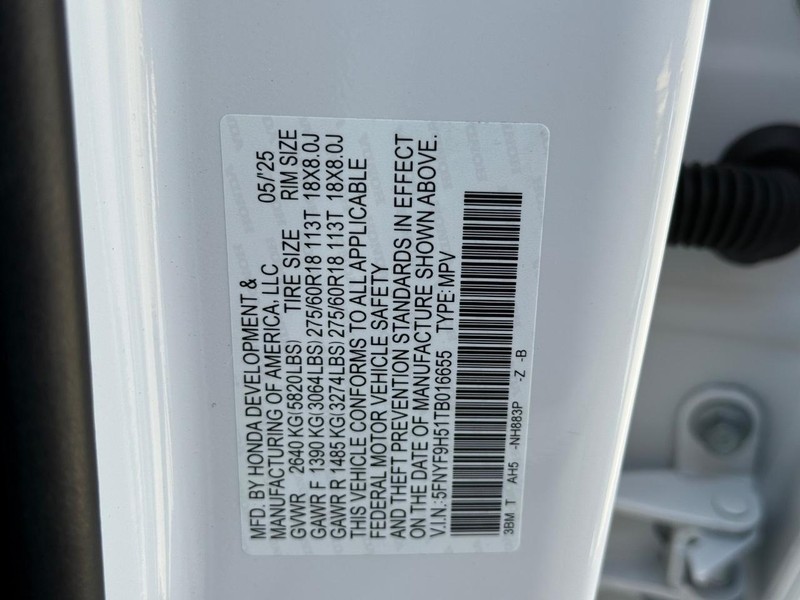 MFD. BY HONDA DEVELOPMENT &
MANUFACTURING OF AMERICA, LLC 05/'25
GVWR 2640 KG(5820LBS) TIRE SIZE RIM SIZE
GAWR F 1390 KG(3064LBS) 275/60R18 113T 18X8.0J
GAWR R 1485 KG(3274LBS) 275/60R18 113T 18X8.0J
THIS VEHICLE CONFORMS TO ALL APPLICABLE
FEDERAL MOTOR VEHICLE SAFETY
AND THEFT PREVENTION STANDARDS IN EFFECT
ON THE DATE OF MANUFACTURE SHOWN ABOVE.
V.I.N.:5FNYF9H51TB016655 TYPE:MPV
3BM T AH5 -NH883P -Z -B